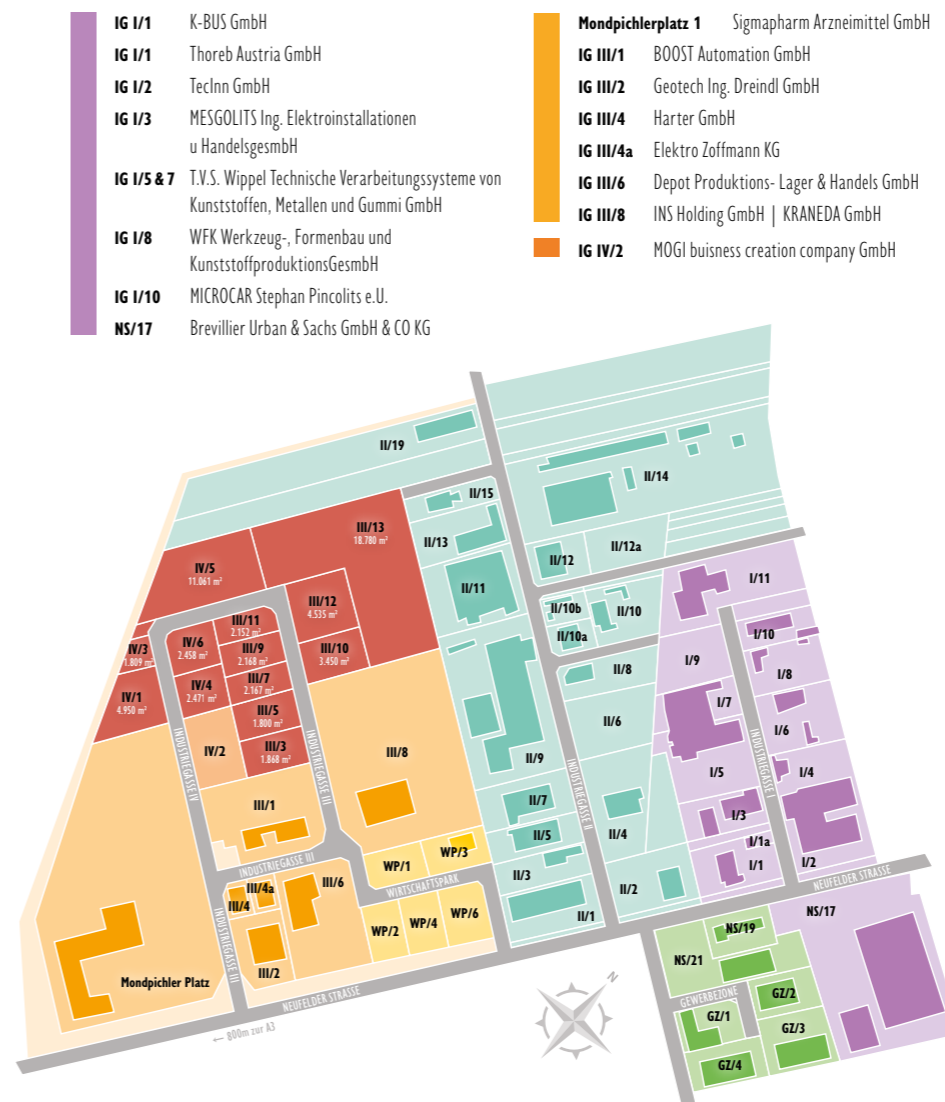 IG I/1 K-BUS GmbH
IG I/1 Thoreb Austria GmbH
IG I/2 TecInn GmbH
IG I/3 MESGOLITS Ing. Elektroinstallationen
u HandelsgesmbH
IG I/5 & 7 T.V.S. Wippel Technische Verarbeitungssysteme von
Kunststoffen, Metallen und Gummi GmbH
IG I/8 WFK Werkzeug-, Formenbau und
KunststoffproduktionsGesmbH
IG I/10 MICROCAR Stephan Pincolits e.U.
NS/17 Brevillier Urban & Sachs GmbH & CO KG
Mondpichlerplatz 1 Sigmapharm Arzneimittel GmbH
IG III/1 BOOST Automation GmbH
IG III/2 Geotech Ing. Dreindl GmbH
IG III/4 Harter GmbH
IG III/4a Elektro Zoffmann KG
IG III/6 Depot Produktions- Lager & Handels GmbH
IG III/8 INS Holding GmbH | KRANEDA GmbH
IG IV/2 MOGI buisness creation company GmbH
II/19
II/14
II/15
III/13
18.780 m²
II/13
II/12
II/12a
IV/5
11.061 m²
II/11
I/11
III/12
4.535 m²
II/10b
II/10
III/11
2.152 m²
I/10
II/10a
IV/6
2.458 m²
III/9
2.168 m²
III/10
3.450 m²
IV/3
1.809 m²
I/9
II/8
I/8
IV/4
2.471 m²
III/7
2.167 m²
IV/1
4.950 m²
I/7
III/5
1.800 m²
II/6
I/6
INDUSTRIEGASSE IV
IV/2
III/3
1.868 m²
INDUSTRIEGASSE III
III/8
II/9
INDUSTRIEGASSE II
I/5
INDUSTRIEGASSE I
I/4
III/1
II/7
I/3
II/5
II/4
I/1a
INDUSTRIEGASSE III
WP/1
WP/3
I/1
I/2
II/3
III/4a
III/6
WIRTSCHAFTSPARK
II/2
NEUFELDER STRASSE
III/4
INDUSTRIEGASSE III
WP/2
WP/4
WP/6
II/1
NS/17
NS/19
III/2
NS/21
Mondpichler Platz
NEUFELDER STRASSE
N
GEWERBEZONE
GZ/2
← 800m zur A3
GZ/1
GZ/3
GZ/4